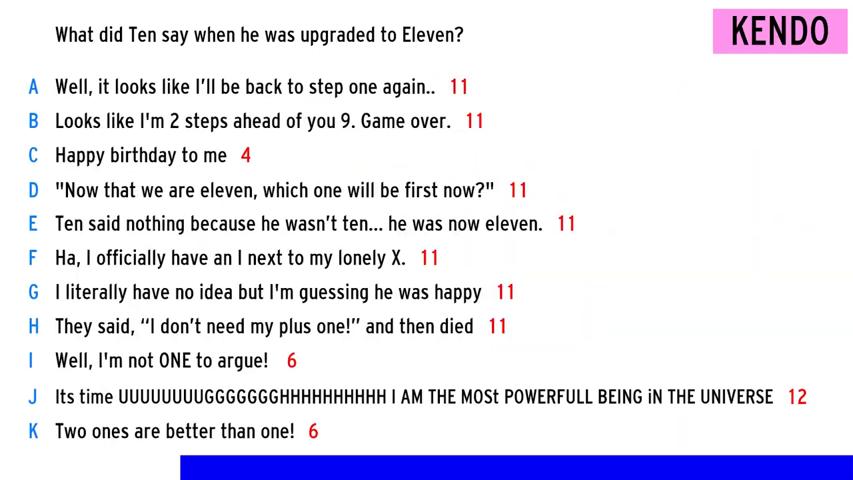 What did Ten say when he was upgraded to Eleven?
KENDO
A Well, it looks like I’ll be back to step one again.. 11
B Looks like I'm 2 steps ahead of you 9. Game over. 11
C Happy birthday to me 4
D "Now that we are eleven, which one will be first now?" 11
E Ten said nothing because he wasn’t ten... he was now eleven. 11
F Ha, I officially have an I next to my lonely X. 11
G I literally have no idea but I'm guessing he was happy 11
H They said, “I don’t need my plus one!” and then died 11
I Well, I'm not ONE to argue! 6
J Its time UUUUUUUUGGGGGGGHHHHHHHHHH I AM THE MOSt POWERFULL BEING iN THE UNIVERSE 12
K Two ones are better than one! 6